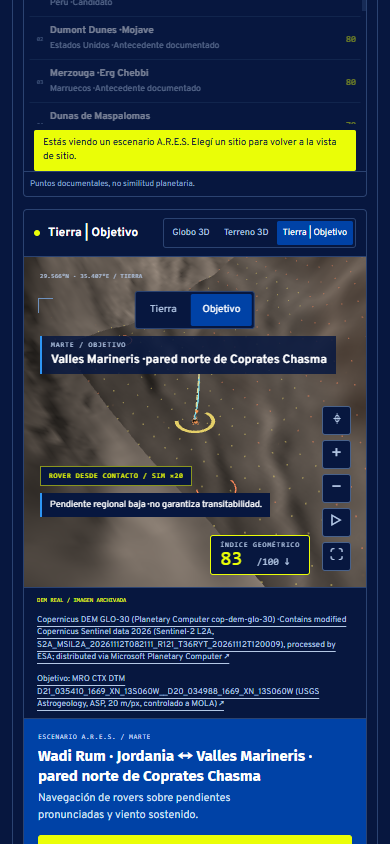 Perú ·Candidato
02 Dumont Dunes ·Mojave 80
Estados Unidos ·Antecedente documentado
03 Merzouga ·Erg Chebbi 80
Marruecos ·Antecedente documentado
Dunas de Maspalomas
Estás viendo un escenario A.R.E.S. Elegí un sitio para volver a la vista
de sitio.
Puntos documentales, no similitud planetaria.
Tierra | Objetivo
Globo 3D Terreno 3D Tierra | Objetivo
29.566°N · 35.407°E / TIERRA
Tierra Objetivo
MARTE / OBJETIVO
Valles Marineris ·pared norte de Coprates Chasma
ROVER DESDE CONTACTO / SIM ×20
Pendiente regional baja ·no garantiza transitabilidad.
ÍNDICE GEOMÉTRICO
83 /100 ↓
DEM REAL / IMAGEN ARCHIVADA
Copernicus DEM GLO-30 (Planetary Computer cop-dem-glo-30) ·Contains modified
Copernicus Sentinel data 2026 (Sentinel-2 L2A,
S2A_MSIL2A_20261112T082111_R121_T36RYT_20261112T120009), processed by
ESA; distributed via Microsoft Planetary Computer ↗
Objetivo: MRO CTX DTM
D21_035410_1669_XN_13S060W__D20_034988_1669_XN_13S060W (USGS
Astrogeology, ASP, 20 m/px, controlado a MOLA) ↗
ESCENARIO A.R.E.S. / MARTE
Wadi Rum · Jordania ↔ Valles Marineris ·
pared norte de Coprates Chasma
Navegación de rovers sobre pendientes
pronunciadas y viento sostenido.